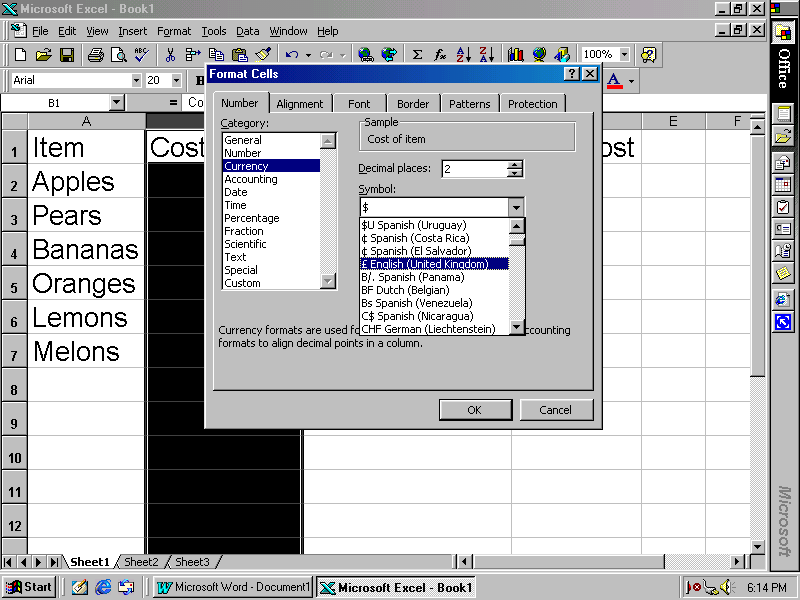 Microsoft Excel - Book1
File Edit View Insert Format Tools Data Window Help
100%
Arial 20 B A
B1 = Co
Format Cells
Number Alignment Font Border Patterns Protection
Category:
General
Number
Currency
Accounting
Date
Time
Percentage
Fraction
Scientific
Text
Special
Custom
Sample
Cost of item
Decimal places: 2
Symbol:
$
$U Spanish (Uruguay)
¢ Spanish (Costa Rica)
¢ Spanish (El Salvador)
£ English (United Kingdom)
B/. Spanish (Panama)
BF Dutch (Belgian)
Bs Spanish (Venezuela)
C$ Spanish (Nicaragua)
CHF German (Liechtenstein)
Currency formats are used fo ccounting
formats to align decimal points in a column.
OK Cancel
A E F
1 Item Cost ost
2 Apples
3 Pears
4 Bananas
5 Oranges
6 Lemons
7 Melons
8
9
10
11
12
Sheet1 Sheet2 Sheet3
Office
Microsoft
Start Microsoft Word - Document1 Microsoft Excel - Book1 6:14 PM